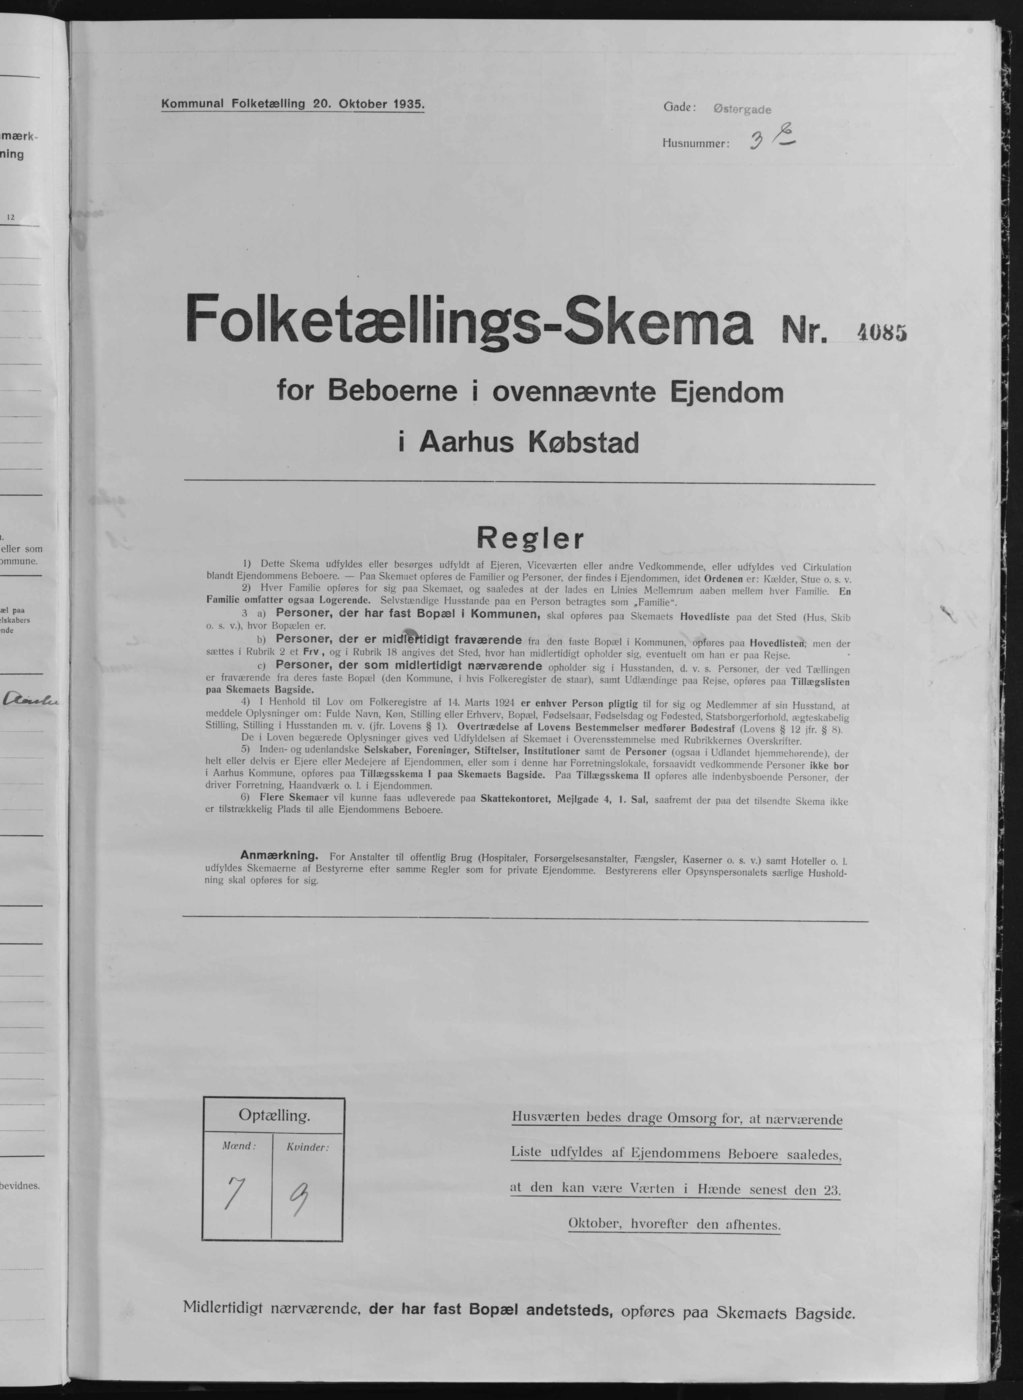 mærk-
ning
12
eller som
ommune.
æl paa
elskabers
nde
bevidnes.
Kommunal Folketælling 20. Oktober 1935.
Gade: Østergade
Husnummer: 3
Folketællings-Skema Nr. 4085
for Beboerne i ovennævnte Ejendom
i Aarhus Købstad
Regler
1) Dette Skema udfyldes eller besørges udfyldt af Ejeren, Viceværten eller andre Vedkommende, eller udfyldes ved Cirkulation
blandt Ejendommens Beboere. — Paa Skemaet opføres de Familier og Personer, der findes i Ejendommen, idet Ordenen er: Kælder, Stue o. s. v.
2) Hver Familie opføres for sig paa Skemaet, og saaledes at der lades en Linies Mellemrum aaben mellem hver Familie. En
Familie omfatter ogsaa Logerende. Selvstændige Husstande paa en Person betragtes som „Familie“.
3 a) Personer, der har fast Bopæl i Kommunen, skal opføres paa Skemaets Hovedliste paa det Sted (Hus, Skib
o. s. v.), hvor Bopælen er.
b) Personer, der er midlertidigt fraværende fra den faste Bopæl i Kommunen, opføres paa Hovedlisten; men der
sættes i Rubrik 2 et Frv, og i Rubrik 18 angives det Sted, hvor han midlertidigt opholder sig, eventuelt om han er paa Rejse.
c) Personer, der som midlertidigt nærværende opholder sig i Husstanden, d. v. s. Personer, der ved Tællingen
er fraværende fra deres faste Bopæl (den Kommune, i hvis Folkeregister de staar), samt Udlændinge paa Rejse, opføres paa Tillægslisten
paa Skemaets Bagside.
4) I Henhold til Lov om Folkeregistre af 14. Marts 1924 er enhver Person pligtig til for sig og Medlemmer af sin Husstand, at
meddele Oplysninger om: Fulde Navn, Køn, Stilling eller Erhverv, Bopæl, Fødselsaar, Fødselsdag og Fødested, Statsborgerforhold, ægteskabelig
Stilling, Stilling i Husstanden m. v. (jfr. Lovens § 1). Overtrædelse af Lovens Bestemmelser medfører Bødestraf (Lovens § 12 jfr. § 8).
De i Loven begærede Oplysninger gives ved Udfyldelsen af Skemaet i Overensstemmelse med Rubrikkernes Overskrifter.
5) Inden- og udenlandske Selskaber, Foreninger, Stiftelser, Institutioner samt de Personer (ogsaa i Udlandet hjemmehørende), der
helt eller delvis er Ejere eller Medejere af Ejendommen, eller som i denne har Forretningslokale, forsaavidt vedkommende Personer ikke bor
i Aarhus Kommune, opføres paa Tillægsskema I paa Skemaets Bagside. Paa Tillægsskema II opføres alle indenbysboende Personer, der
driver Forretning, Haandværk o. l. i Ejendommen.
6) Flere Skemaer vil kunne faas udleverede paa Skattekontoret, Mejlgade 4, 1. Sal, saafremt der paa det tilsendte Skema ikke
er tilstrækkelig Plads til alle Ejendommens Beboere.
Anmærkning. For Anstalter til offentlig Brug (Hospitaler, Forsørgelsesanstalter, Fængsler, Kaserner o. s. v.) samt Hoteller o. l.
udfyldes Skemaerne af Bestyrerne efter samme Regler som for private Ejendomme. Bestyrerens eller Opsynspersonalets særlige Hushold-
ning skal opføres for sig.
Optælling.
Mænd: Kvinder:
7 9
Husværten bedes drage Omsorg for, at nærværende
Liste udfyldes af Ejendommens Beboere saaledes,
at den kan være Værten i Hænde senest den 23.
Oktober, hvorefter den afhentes.
Midlertidigt nærværende, der har fast Bopæl andetsteds, opføres paa Skemaets Bagside.